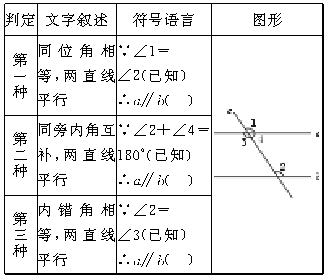 判定 文字叙述 符号语言 图形
第一种
同位角相等,两直线平行
∵∠1=
∠2(已知)
∴a∥b( )
第二种
同旁内角互补,两直线平行
∵∠2+∠4=
180°(已知)
∴a∥b( )
第三种
内错角相等,两直线平行
∵∠2=
∠3(已知)
∴a∥b( )
1
3 4
2